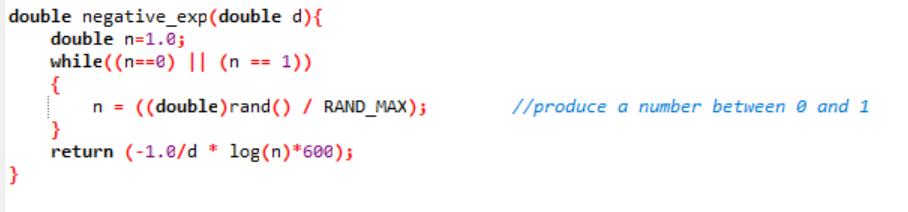 double negative_exp(double d){
    double n=1.0;
    while((n==0) || (n == 1))
    {
        n = ((double)rand() / RAND_MAX);        //produce a number between 0 and 1
    }
    return (-1.0/d * log(n)*600);
}